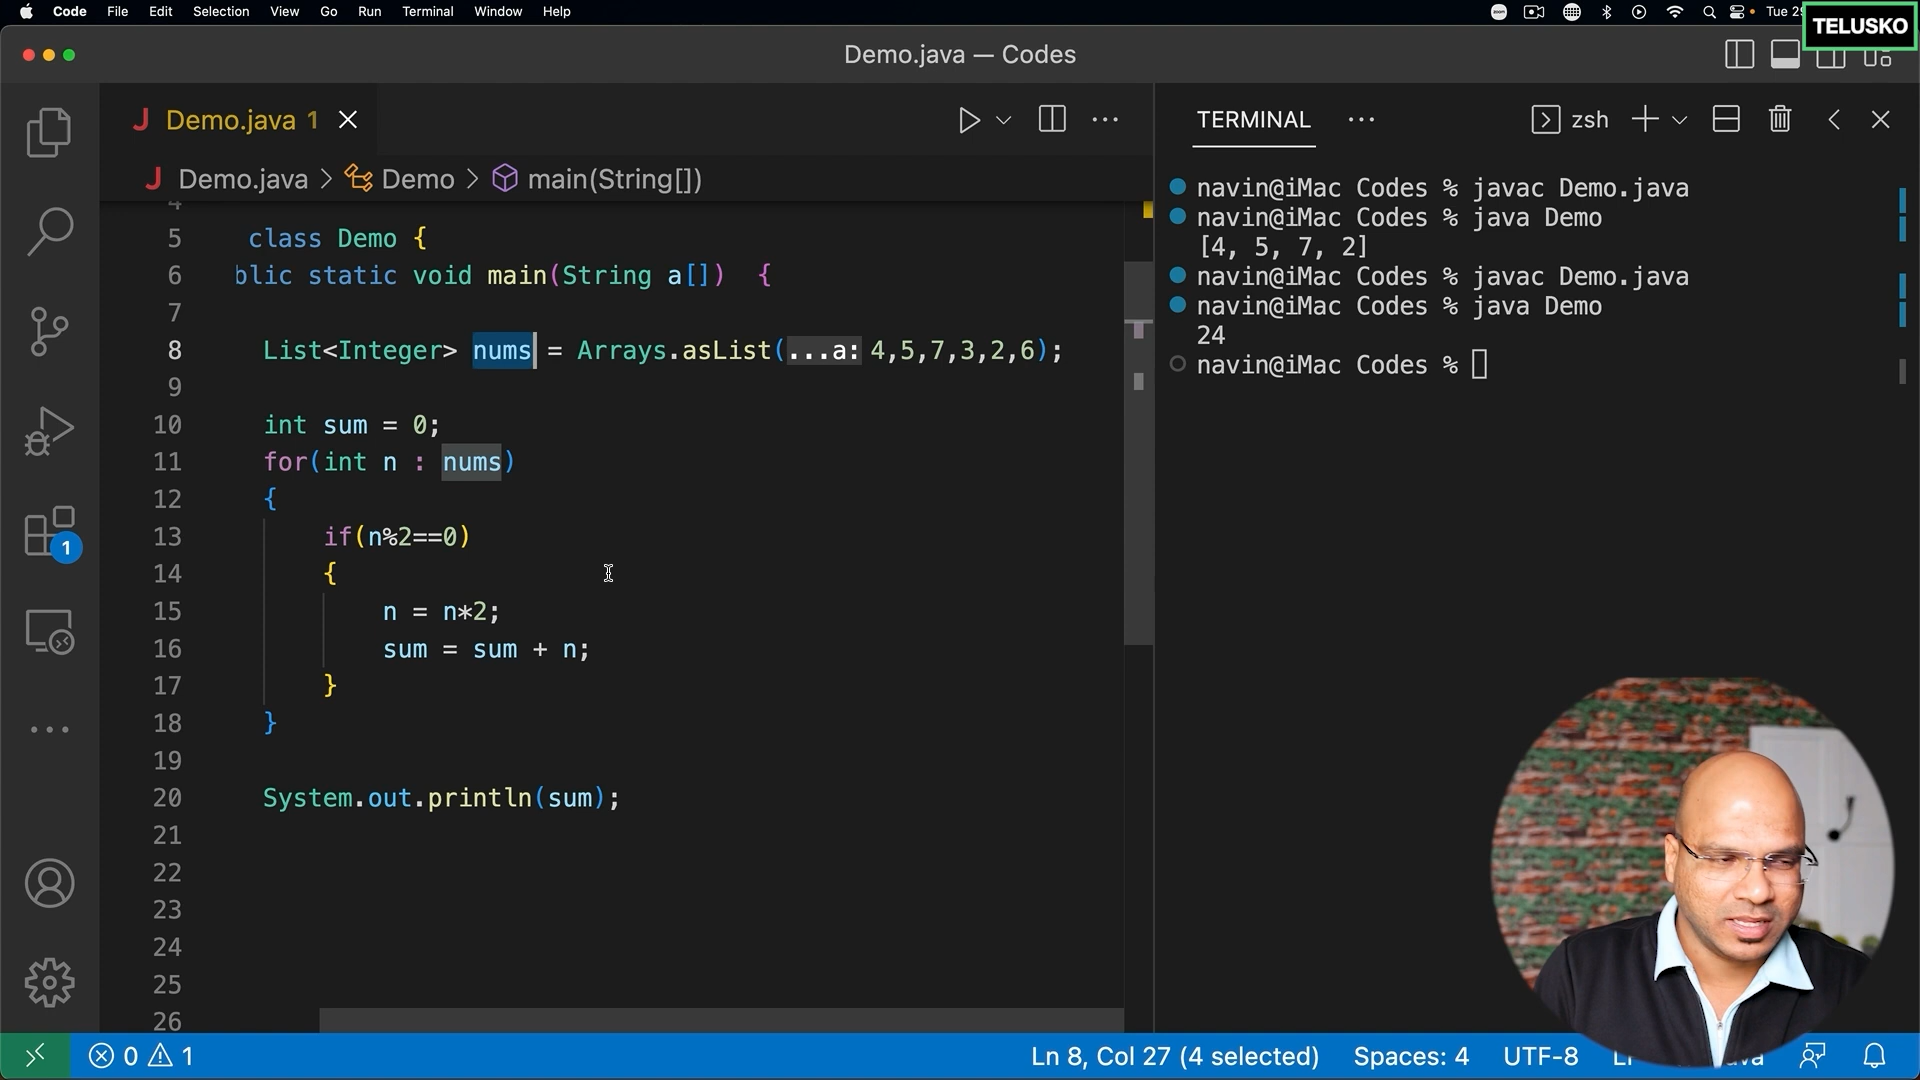 Code File Edit Selection View Go Run Terminal Window Help
Tue
TELUSKO
Demo.java — Codes
Demo.java 1
Demo.java > Demo > main(String[])
4
5 class Demo {
6 blic static void main(String a[])  {
7
8 List<Integer> nums = Arrays.asList(...a: 4,5,7,3,2,6);
9
10 int sum = 0;
11 for(int n : nums)
12 {
13 if(n%2==0)
14 {
15 n = n*2;
16 sum = sum + n;
17 }
18 }
19
20 System.out.println(sum);
21
22
23
24
25
26
1
TERMINAL
zsh
navin@iMac Codes % javac Demo.java
navin@iMac Codes % java Demo
[4, 5, 7, 2]
navin@iMac Codes % javac Demo.java
navin@iMac Codes % java Demo
24
navin@iMac Codes %
0 1
Ln 8, Col 27 (4 selected) Spaces: 4 UTF-8